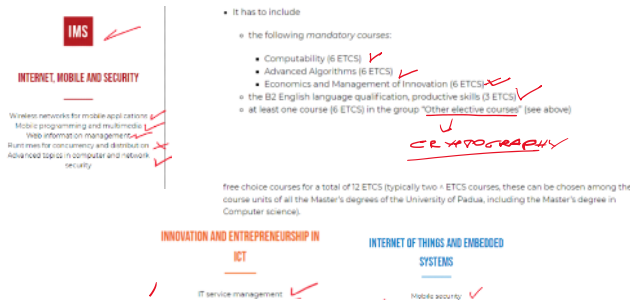 IMS
INTERNET, MOBILE AND SECURITY
Wireless networks for mobile applications
Mobile programming and multimedia
Web information management
Runtimes for concurrency and distribution
Advanced topics in computer and network
security
• It has to include
○ the following mandatory courses:
▪ Computability (6 ETCS)
▪ Advanced Algorithms (6 ETCS)
▪ Economics and Management of Innovation (6 ETCS)
○ the B2 English language qualification, productive skills (3 ETCS)
○ at least one course (6 ETCS) in the group "Other elective courses" (see above)
CRYPTOGRAPHY
free choice courses for a total of 12 ETCS (typically two = ETCS courses, these can be chosen among the
course units of all the Master's degrees of the University of Padua, including the Master's degree in
Computer science).
INNOVATION AND ENTREPRENEURSHIP IN
ICT
IT service management
INTERNET OF THINGS AND EMBEDDED
SYSTEMS
Mobile security